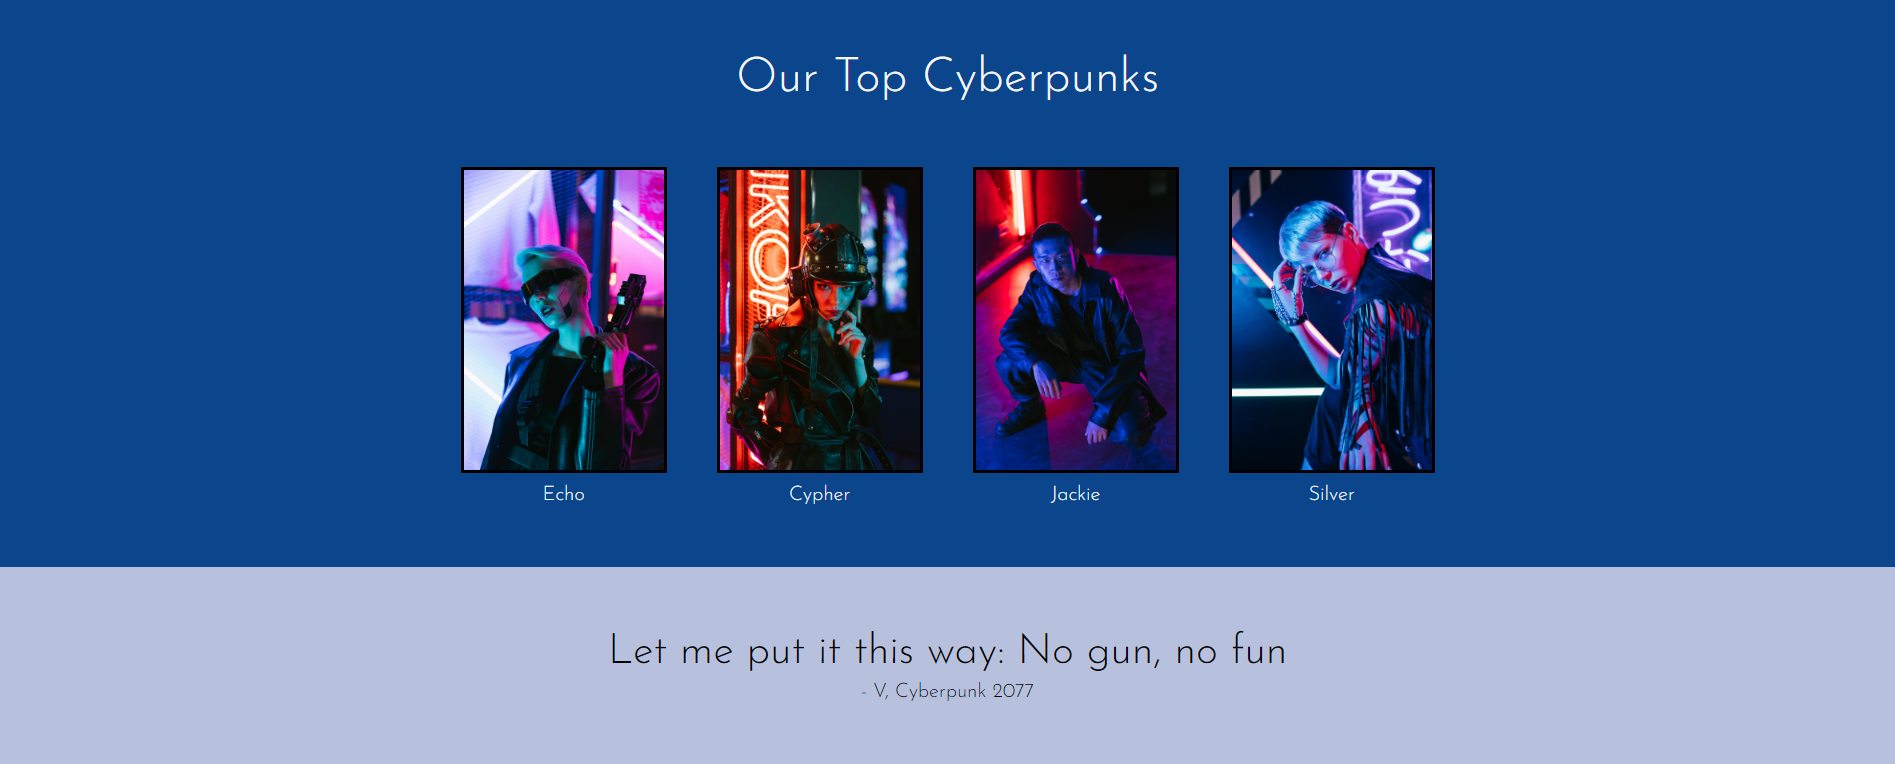 Our Top Cyberpunks
Echo
Cypher
Jackie
Silver
Let me put it this way: No gun, no fun
- V, Cyberpunk 2077